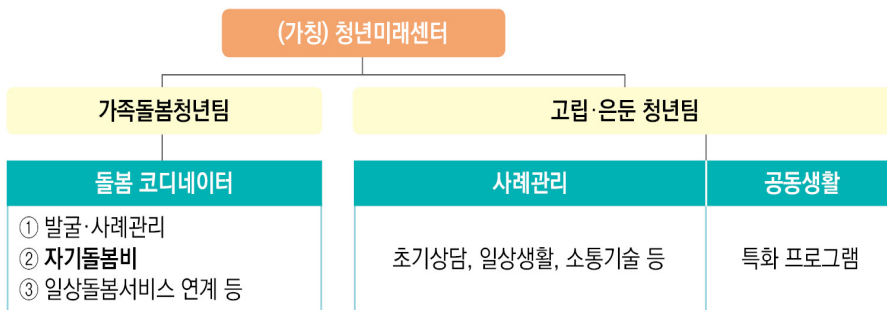 (가칭) 청년미래센터
가족돌봄청년팀
고립·은둔 청년팀
돌봄 코디네이터
사례관리
공동생활
① 발굴·사례관리
② 자기돌봄비
③ 일상돌봄서비스 연계 등
초기상담, 일상생활, 소통기술 등
특화 프로그램